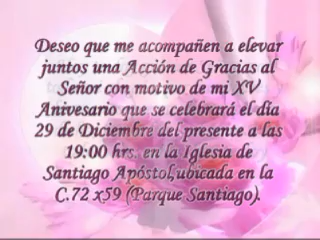 Deseo que me acompañen a elevar
juntos una Acción de Gracias al
Señor con motivo de mi XV
Anivesario que se celebrará el día
29 de Diciembre del presente a las
19:00 hrs. en la Iglesia de
Santiago Apóstol,ubicada en la
C.72 x59 (Parque Santiago).